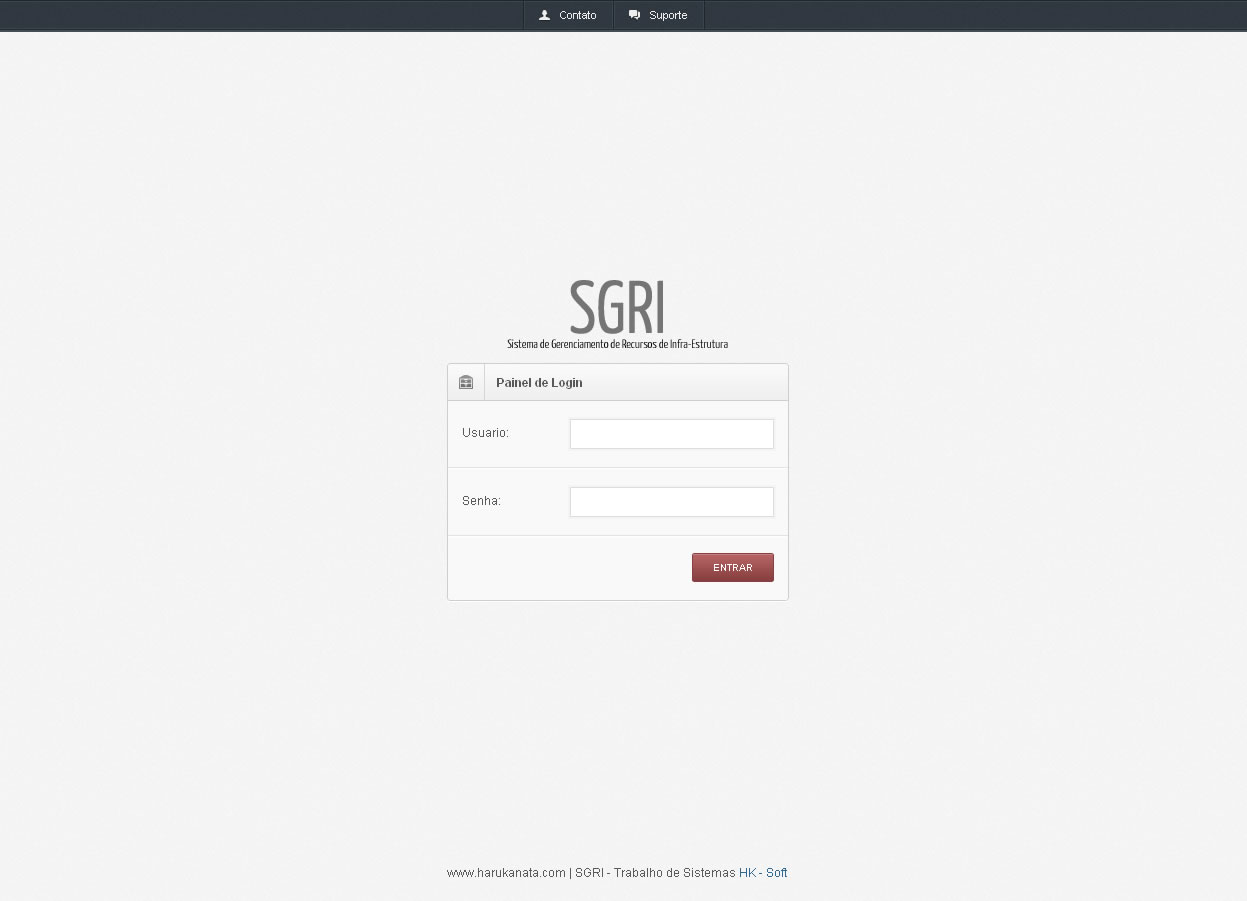 Contato Suporte
SGRI
Sistema de Gerenciamento de Recursos de Infra-Estrutura
Painel de Login
Usuario:
Senha:
ENTRAR
www.harukanata.com | SGRI - Trabalho de Sistemas HK - Soft